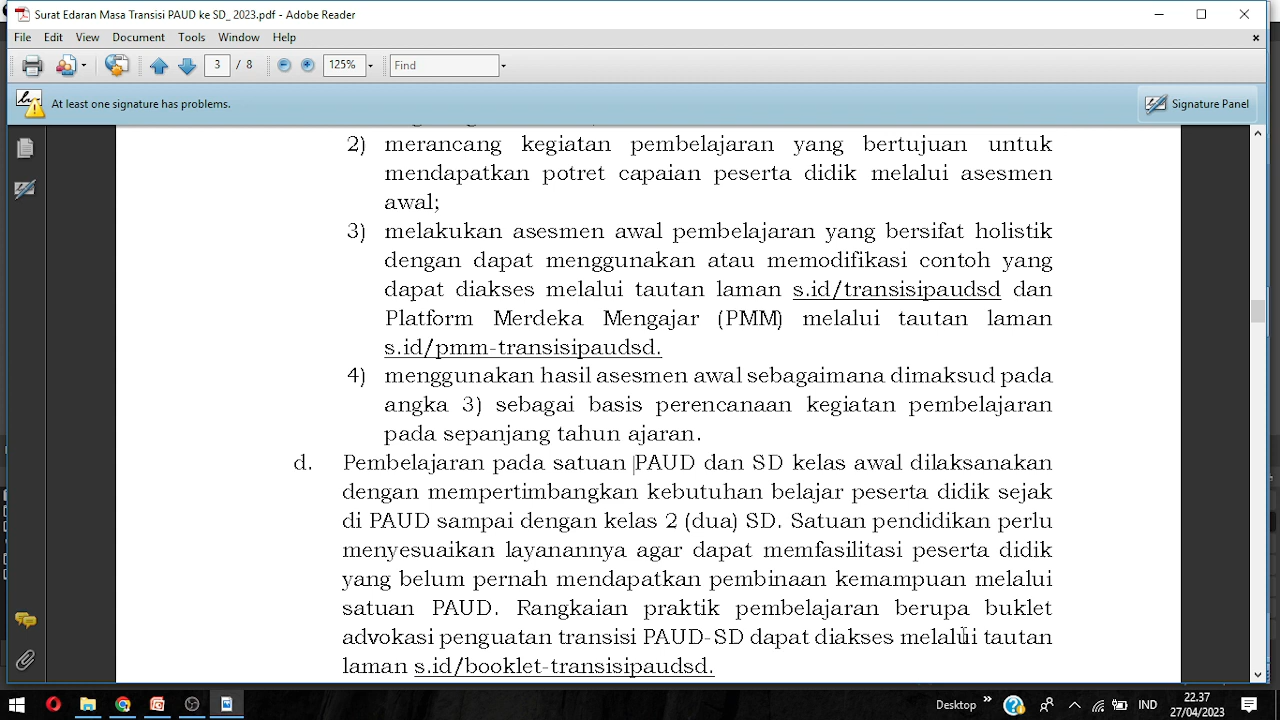 Surat Edaran Masa Transisi PAUD ke SD_ 2023.pdf - Adobe Reader
File Edit View Document Tools Window Help
3 / 8 125% Find
At least one signature has problems.
Signature Panel
2) merancang kegiatan pembelajaran yang bertujuan untuk
mendapatkan potret capaian peserta didik melalui asesmen
awal;
3) melakukan asesmen awal pembelajaran yang bersifat holistik
dengan dapat menggunakan atau memodifikasi contoh yang
dapat diakses melalui tautan laman s.id/transisipaudsd dan
Platform Merdeka Mengajar (PMM) melalui tautan laman
s.id/pmm-transisipaudsd.
4) menggunakan hasil asesmen awal sebagaimana dimaksud pada
angka 3) sebagai basis perencanaan kegiatan pembelajaran
pada sepanjang tahun ajaran.
d. Pembelajaran pada satuan PAUD dan SD kelas awal dilaksanakan
dengan mempertimbangkan kebutuhan belajar peserta didik sejak
di PAUD sampai dengan kelas 2 (dua) SD. Satuan pendidikan perlu
menyesuaikan layanannya agar dapat memfasilitasi peserta didik
yang belum pernah mendapatkan pembinaan kemampuan melalui
satuan PAUD. Rangkaian praktik pembelajaran berupa buklet
advokasi penguatan transisi PAUD-SD dapat diakses melalui tautan
laman s.id/booklet-transisipaudsd.
Desktop » IND 22.37
27/04/2023